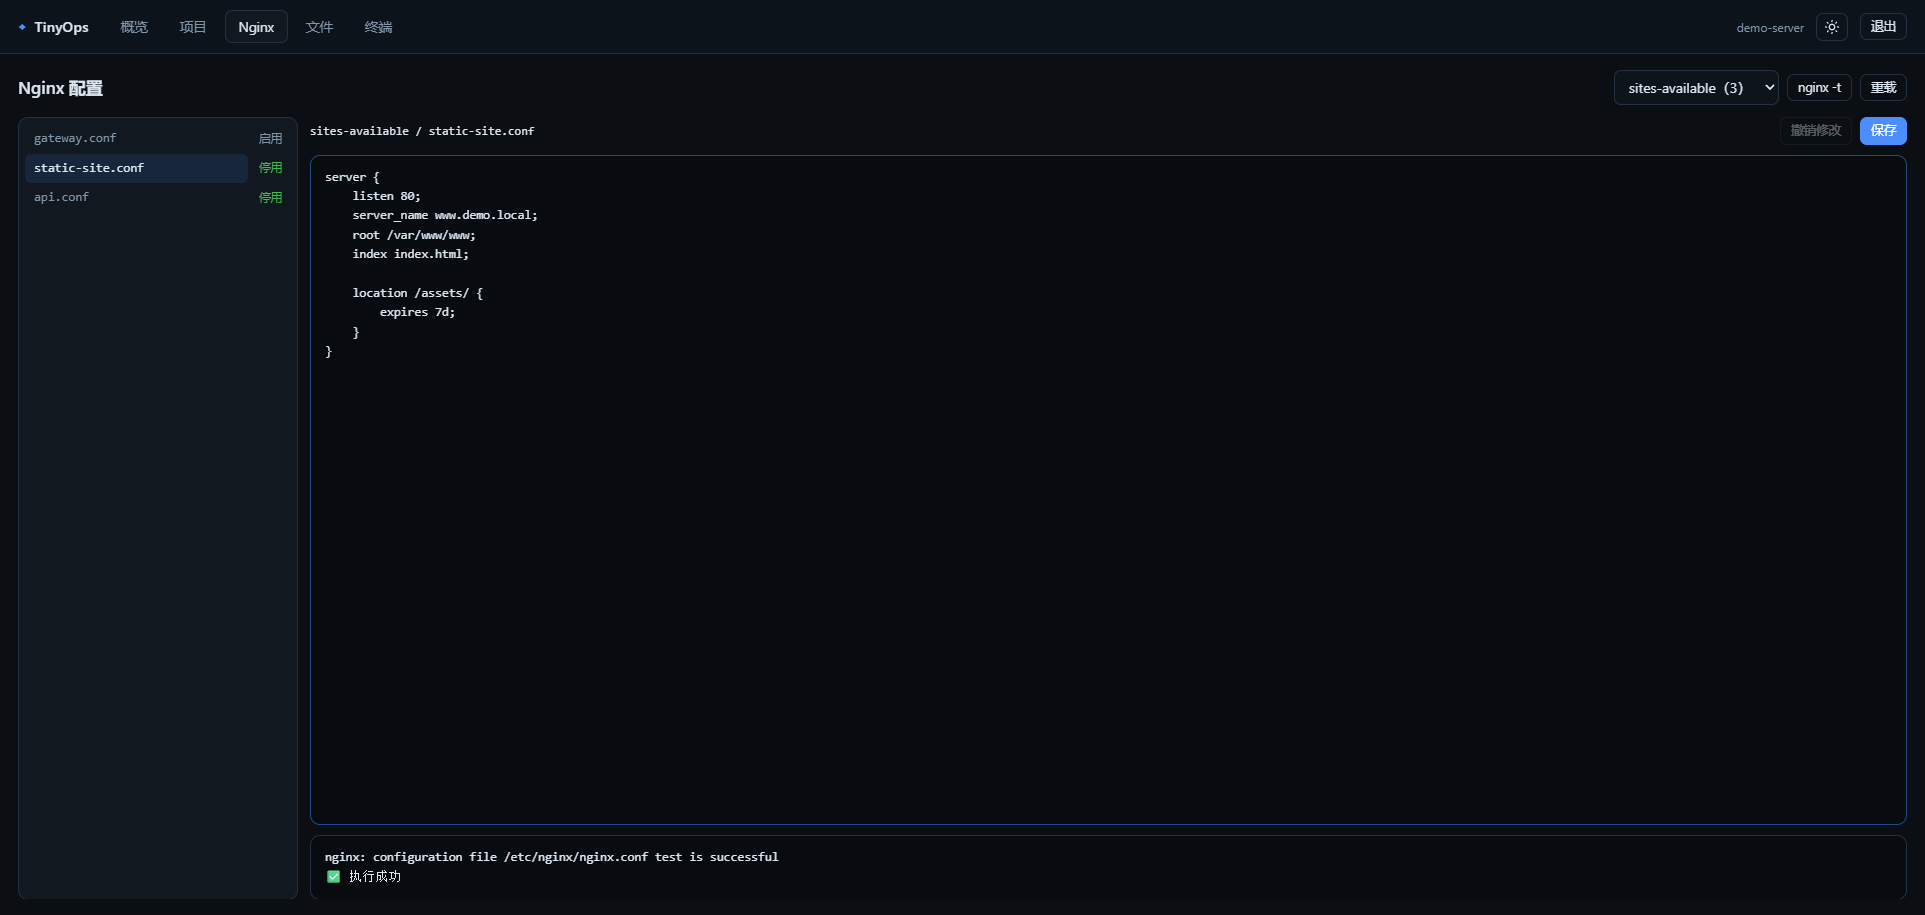 TinyOps 概览 项目 Nginx 文件 终端 demo-server 退出
Nginx 配置 sites-available (3) nginx -t 重载
gateway.conf 启用
static-site.conf 停用
api.conf 停用
sites-available / static-site.conf 撤销修改 保存
server {
    listen 80;
    server_name www.demo.local;
    root /var/www/www;
    index index.html;

    location /assets/ {
        expires 7d;
    }
}
nginx: configuration file /etc/nginx/nginx.conf test is successful
✅ 执行成功